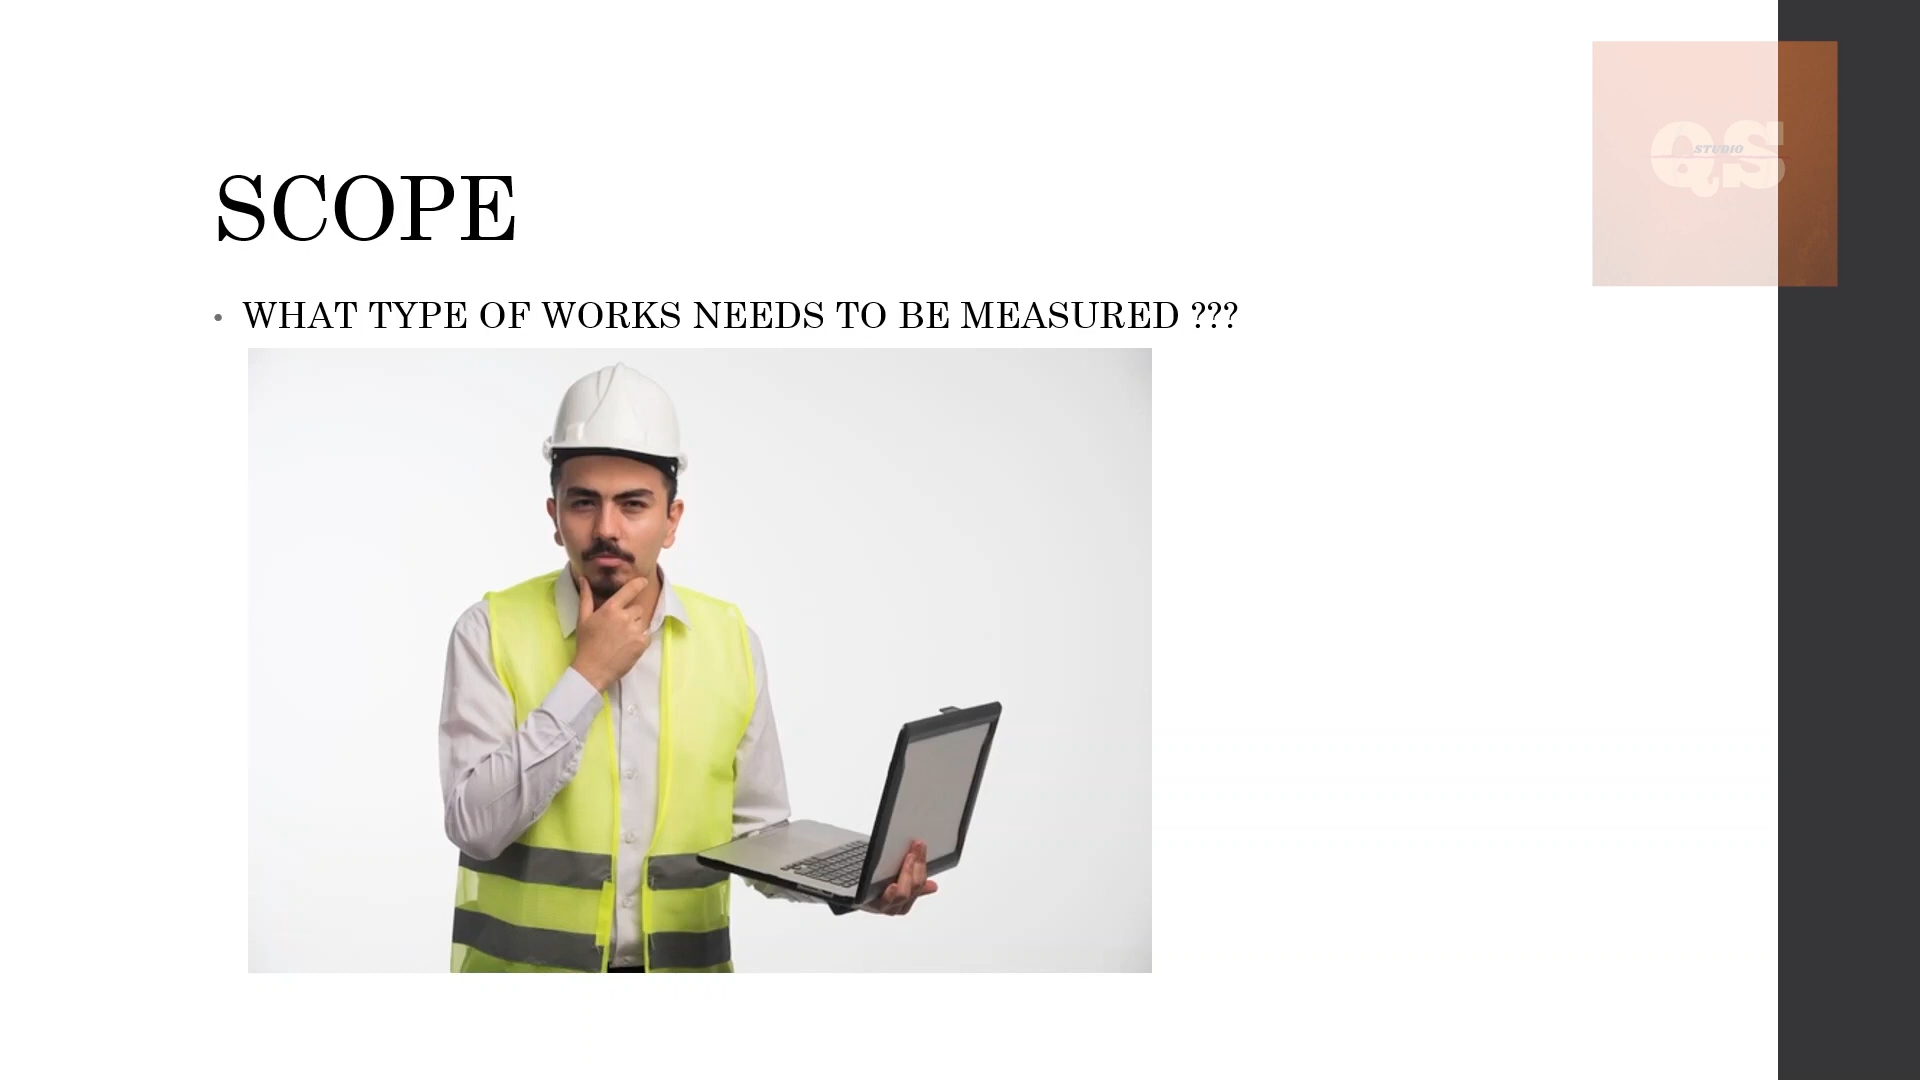 QS
STUDIO
SCOPE
• WHAT TYPE OF WORKS NEEDS TO BE MEASURED ???